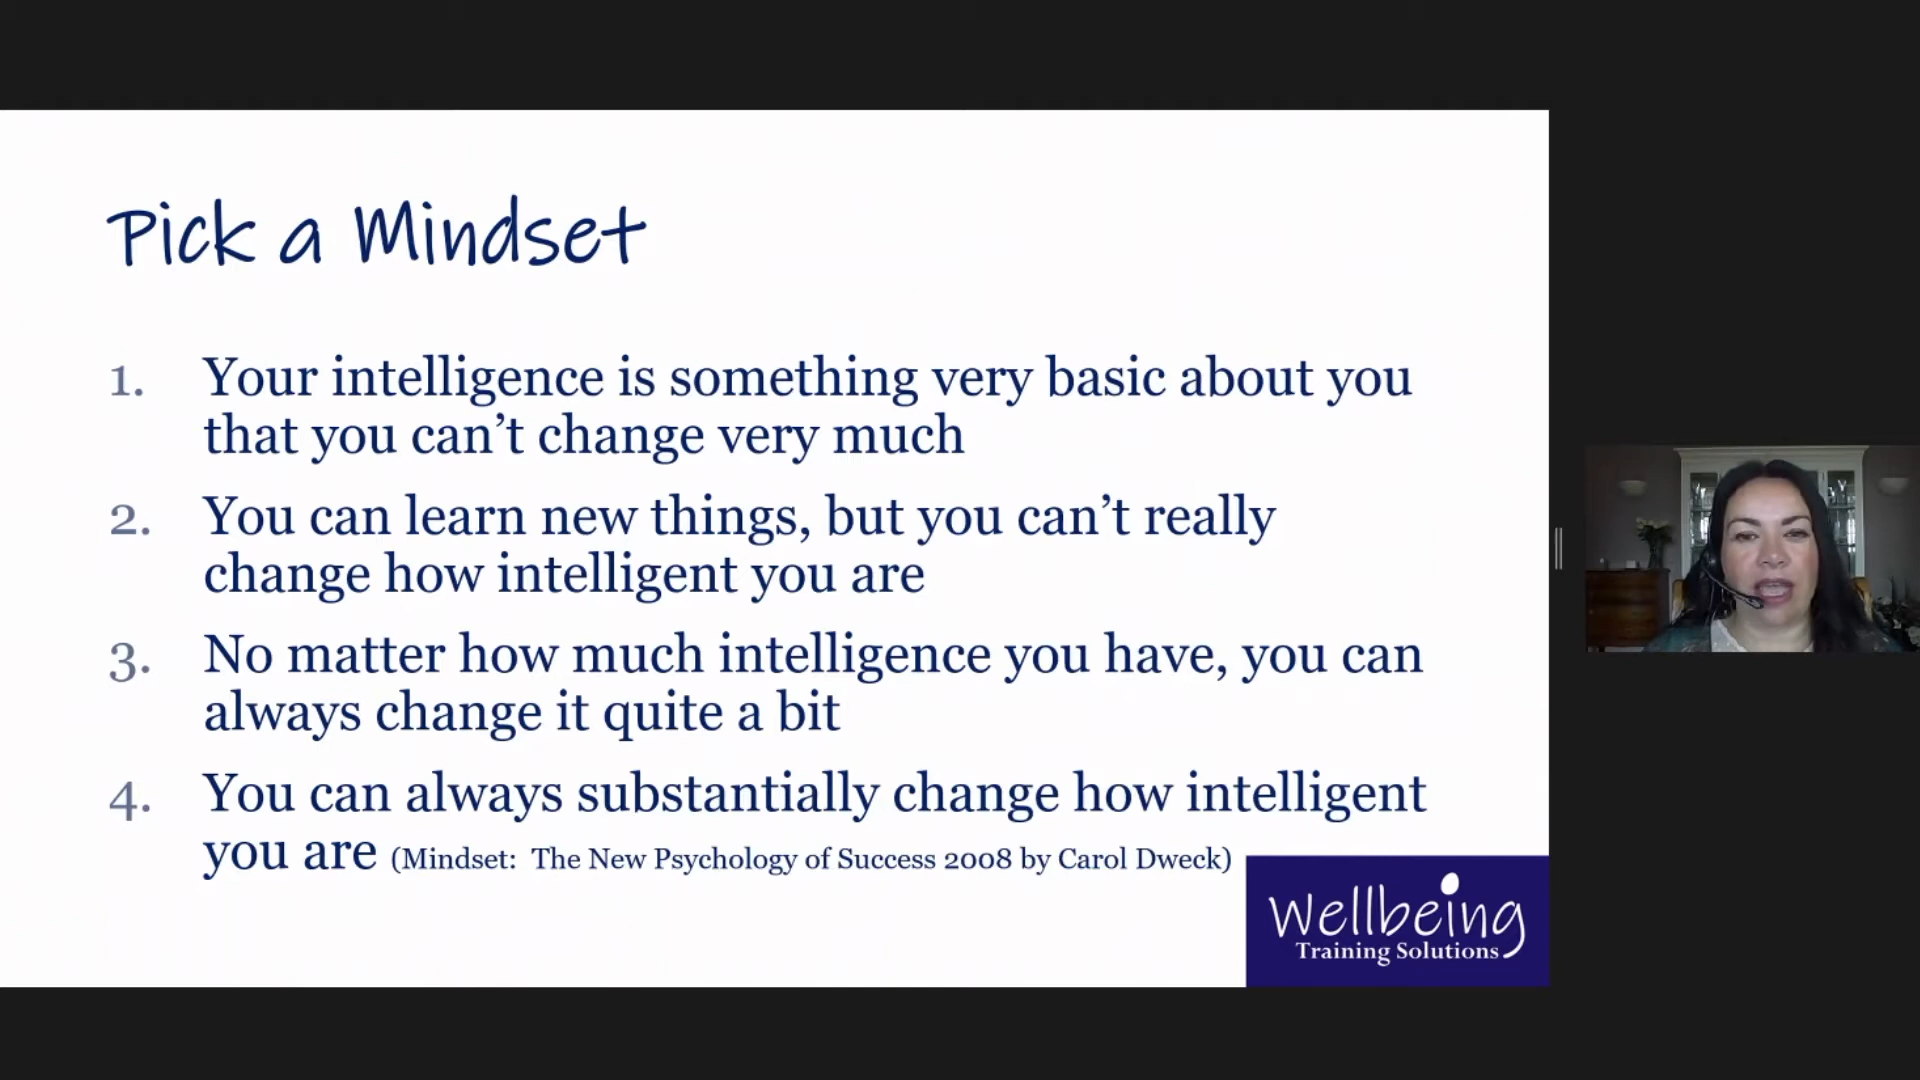 Pick a Mindset
1. Your intelligence is something very basic about you
that you can't change very much
2. You can learn new things, but you can't really
change how intelligent you are
3. No matter how much intelligence you have, you can
always change it quite a bit
4. You can always substantially change how intelligent
you are (Mindset: The New Psychology of Success 2008 by Carol Dweck)
Wellbeing
Training Solutions